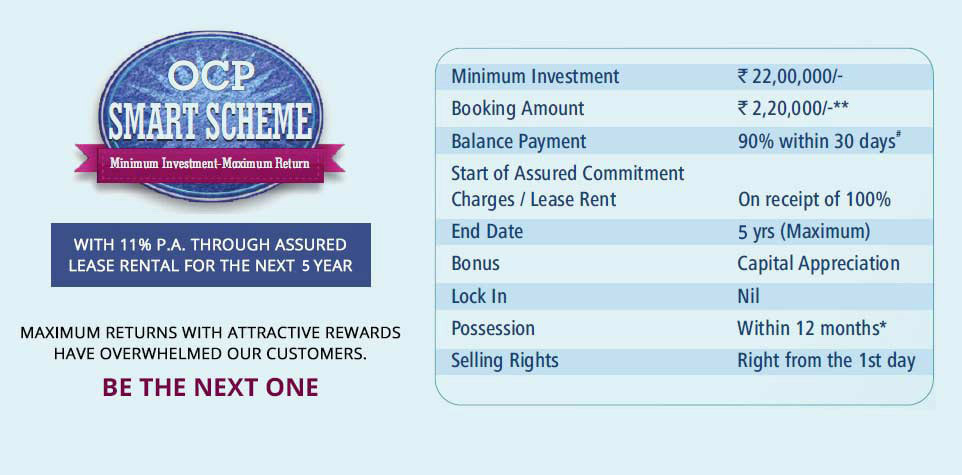 OCP
SMART SCHEME
Minimum Investment-Maximum Return
WITH 11% P.A. THROUGH ASSURED
LEASE RENTAL FOR THE NEXT 5 YEAR
MAXIMUM RETURNS WITH ATTRACTIVE REWARDS
HAVE OVERWHELMED OUR CUSTOMERS.
BE THE NEXT ONE
Minimum Investment ₹ 22,00,000/-
Booking Amount ₹ 2,20,000/-**
Balance Payment 90% within 30 days#
Start of Assured Commitment
Charges / Lease Rent On receipt of 100%
End Date 5 yrs (Maximum)
Bonus Capital Appreciation
Lock In Nil
Possession Within 12 months*
Selling Rights Right from the 1st day